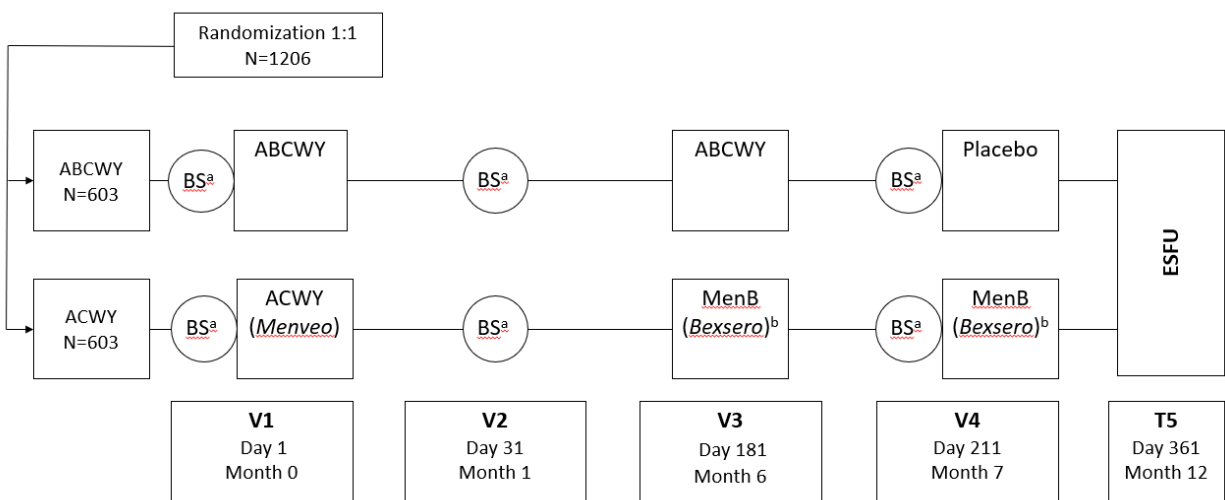 Randomization 1:1
N=1206
ABCWY
N=603
BSᵃ
ABCWY
BSᵃ
ABCWY
BSᵃ
Placebo
ESFU
ACWY
N=603
BSᵃ
ACWY
(Menveo)
BSᵃ
MenB
(Bexsero)ᵇ
BSᵃ
MenB
(Bexsero)ᵇ
V1
Day 1
Month 0
V2
Day 31
Month 1
V3
Day 181
Month 6
V4
Day 211
Month 7
T5
Day 361
Month 12